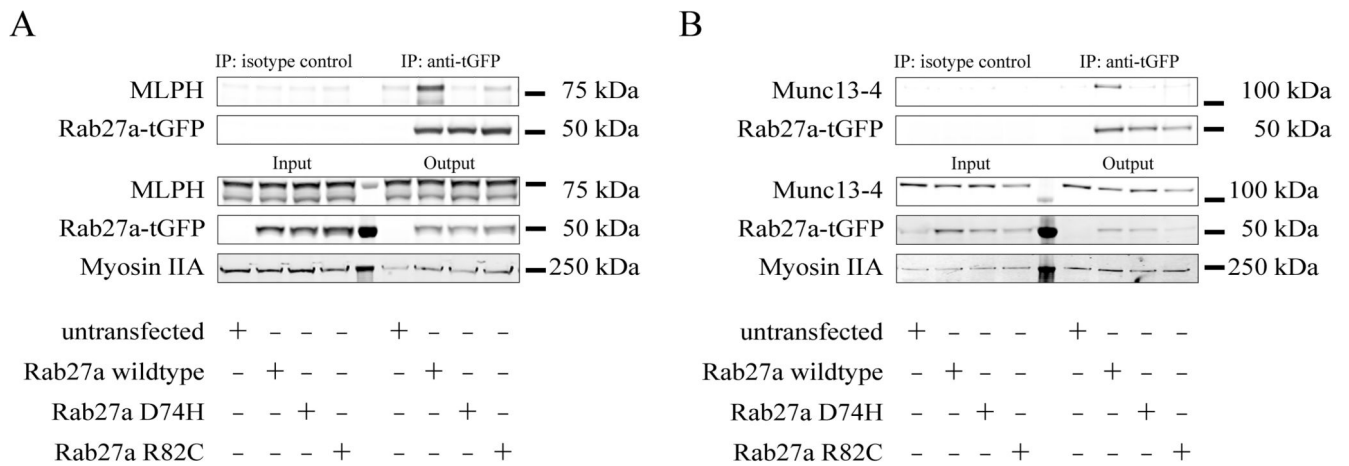 A
IP: isotype control IP: anti-tGFP
MLPH 75 kDa
Rab27a-tGFP 50 kDa
Input Output
MLPH 75 kDa
Rab27a-tGFP 50 kDa
Myosin IIA 250 kDa
untransfected + – – – + – – –
Rab27a wildtype – + – – – + – –
Rab27a D74H – – + – – – + –
Rab27a R82C – – – + – – – +
B
IP: isotype control IP: anti-tGFP
Munc13-4 100 kDa
Rab27a-tGFP 50 kDa
Input Output
Munc13-4 100 kDa
Rab27a-tGFP 50 kDa
Myosin IIA 250 kDa
untransfected + – – – + – – –
Rab27a wildtype – + – – – + – –
Rab27a D74H – – + – – – + –
Rab27a R82C – – – + – – – +